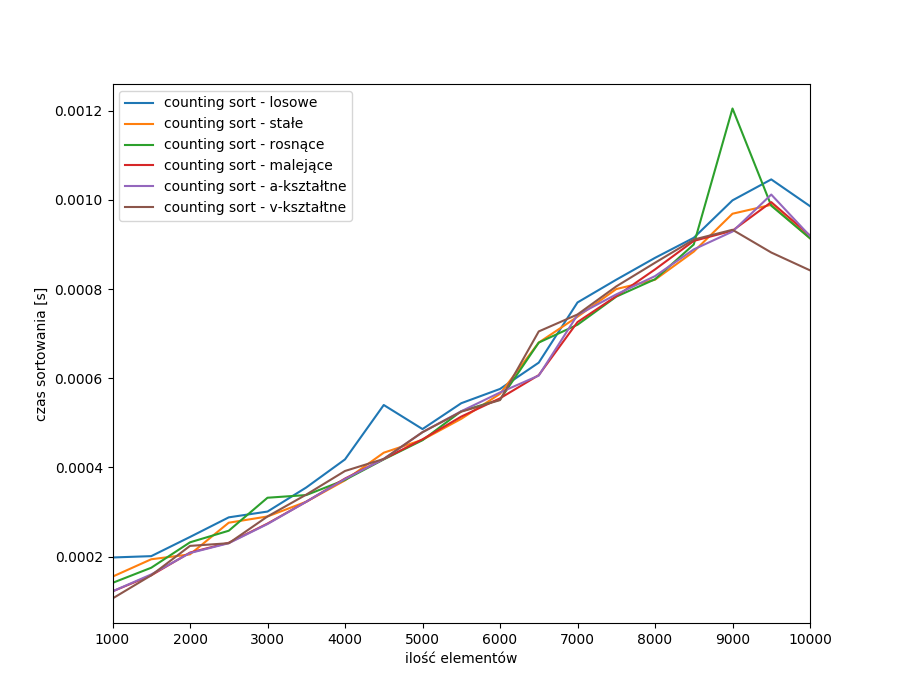 counting sort - losowe
counting sort - stałe
counting sort - rosnące
counting sort - malejące
counting sort - a-kształtne
counting sort - v-kształtne
0.0012
0.0010
0.0008
0.0006
0.0004
0.0002
czas sortowania [s]
1000 2000 3000 4000 5000 6000 7000 8000 9000 10000
ilość elementów